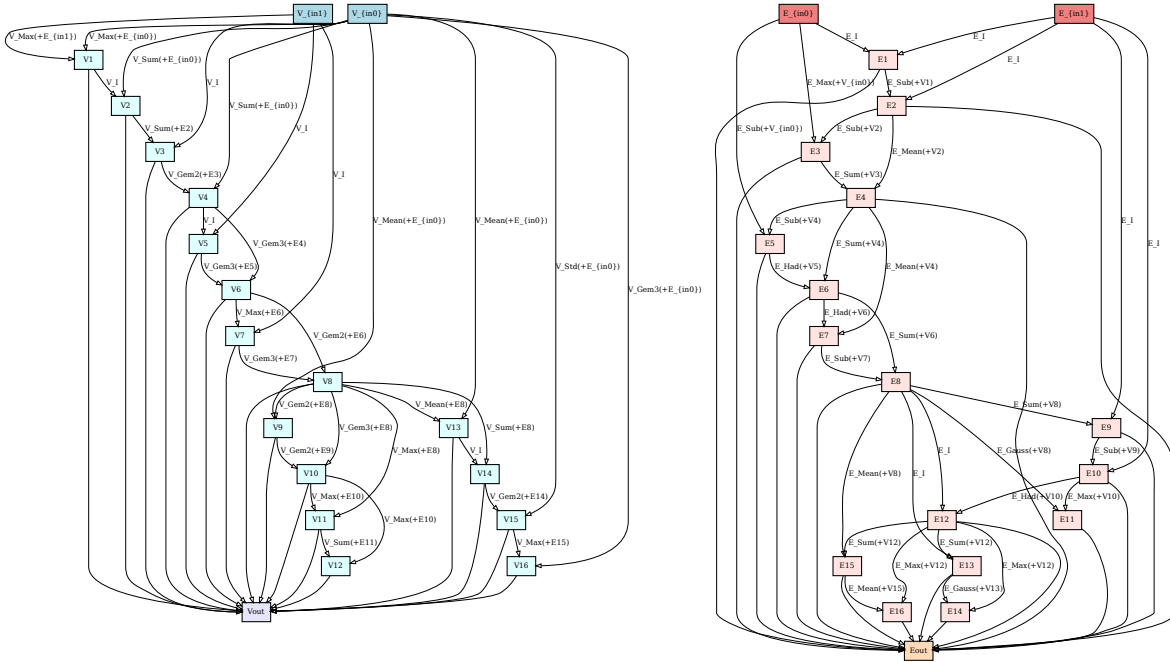 V_{in1}
V_{in0}
E_{in0}
E_{in1}
V_Max(+E_{in1})
V_Max(+E_{in0})
E_I
E_I
V1
V_Sum(+E_{in0})
E1
V_I
V_I
E_Max(+V_{in0})
E_Sub(+V1)
E_I
V2
V_Sum(+E_{in0})
E2
V_Sum(+E2)
V_I
E_Sub(+V_{in0})
E_Sub(+V2)
V3
E3
E_Mean(+V2)
V_Gem2(+E3)
V_I
E_Sum(+V3)
V4
E4
V_I
V_Mean(+E_{in0})
V_Mean(+E_{in0})
E_Sub(+V4)
E_I
V5
V_Gem3(+E4)
E5
E_Sum(+V4)
E_I
V_Gem3(+E5)
V_Std(+E_{in0})
E_Had(+V5)
E_Mean(+V4)
V6
V_Gem3(+E_{in0})
E6
V_Max(+E6)
E_Had(+V6)
V7
V_Gem2(+E6)
E7
E_Sum(+V6)
V_Gem3(+E7)
E_Sub(+V7)
V8
E8
V_Gem2(+E8)
V_Mean(+E8)
E_Sum(+V8)
V9
V_Gem3(+E8)
V13
V_Sum(+E8)
E9
V_Gem2(+E9)
V_Max(+E8)
V_I
E_I
E_Gauss(+V8)
E_Sub(+V9)
V10
V14
E_Mean(+V8)
E_I
E10
V_Max(+E10)
V_Gem2(+E14)
E_Had(+V10)
E_Max(+V10)
V11
V_Max(+E10)
V15
E12
E11
V_Sum(+E11)
V_Max(+E15)
E_Sum(+V12)
E_Sum(+V12)
V12
V16
E15
E_Max(+V12)
E13
E_Max(+V12)
E_Mean(+V15)
E_Gauss(+V13)
Vout
E16
E14
Eout